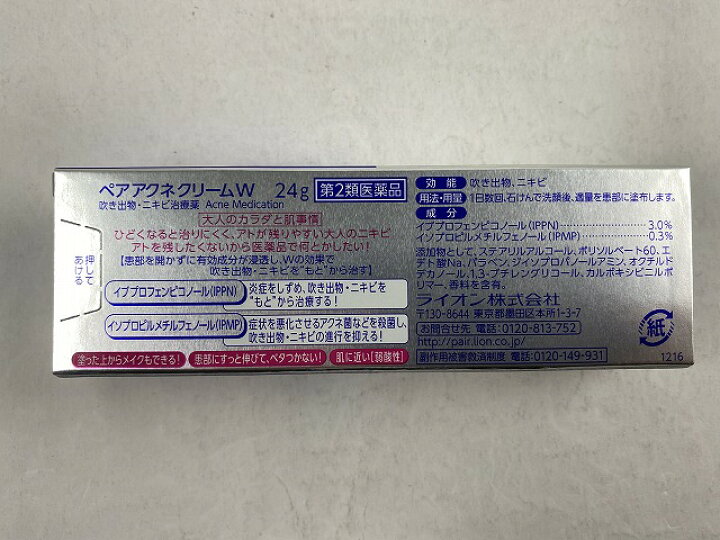 ペアアクネクリームW 24g 第2類医薬品
吹き出物・ニキビ治療薬 Acne Medication
大人のカラダと肌事情
ひどくなると治りにくく、アトが残りやすい大人のニキビ
アトを残したくないから医薬品で何とかしたい!
【患部を開かずに有効成分が浸透し、Wの効果で
吹き出物・ニキビを"もと"から治す】
イブプロフェンピコノール(IPPN) 炎症をしずめ、吹き出物・ニキビを
"もと"から治療する!
イソプロピルメチルフェノール(IPMP) 症状を悪化させるアクネ菌などを殺菌し、
吹き出物・ニキビの進行を抑える!
塗った上からメイクもできる! 患部にすっと伸びて、ベタつかない! 肌に近い[弱酸性]
押して
あける
効能 吹き出物、ニキビ
用法・用量 1日数回、石けんで洗顔後、適量を患部に塗布します。
成分
イブプロフェンピコノール(IPPN) 3.0%
イソプロピルメチルフェノール(IPMP) 0.3%
添加物として、ステアリルアルコール、ポリソルベート60、エ
デト酸Na、パラベン、ジイソプロパノールアミン、オクチルド
デカノール、1,3-ブチレングリコール、カルボキシビニルポ
リマー、香料を含有。
ライオン株式会社
〒130-8644 東京都墨田区本所1-3-7
お問合せ先 電話:0120-813-752
http://pair.lion.co.jp/
副作用被害救済制度 電話:0120-149-931
紙
1216